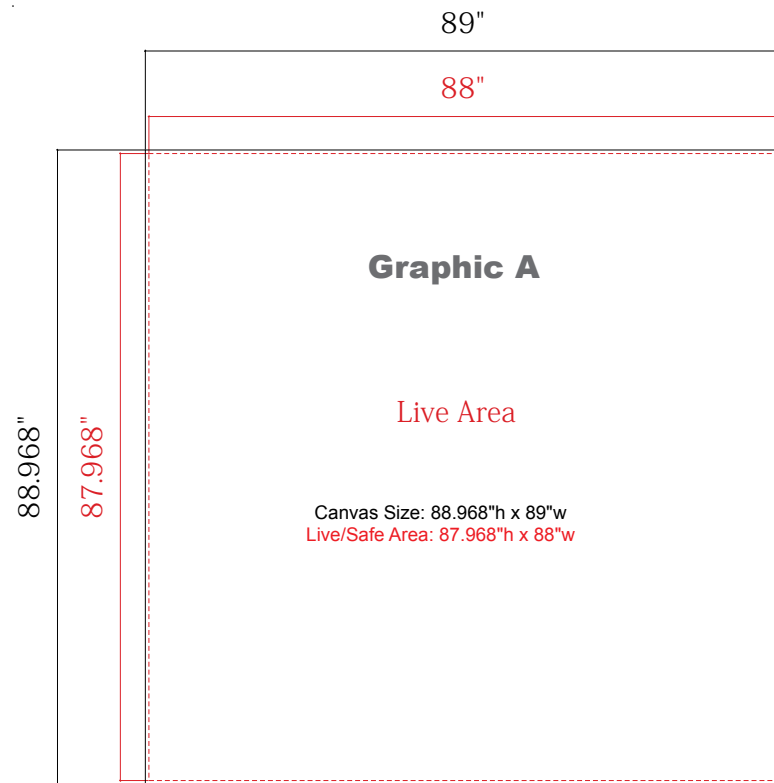 89"
88"
Graphic A
Live Area
88.968"
87.968"
Canvas Size: 88.968"h x 89"w
Live/Safe Area: 87.968"h x 88"w